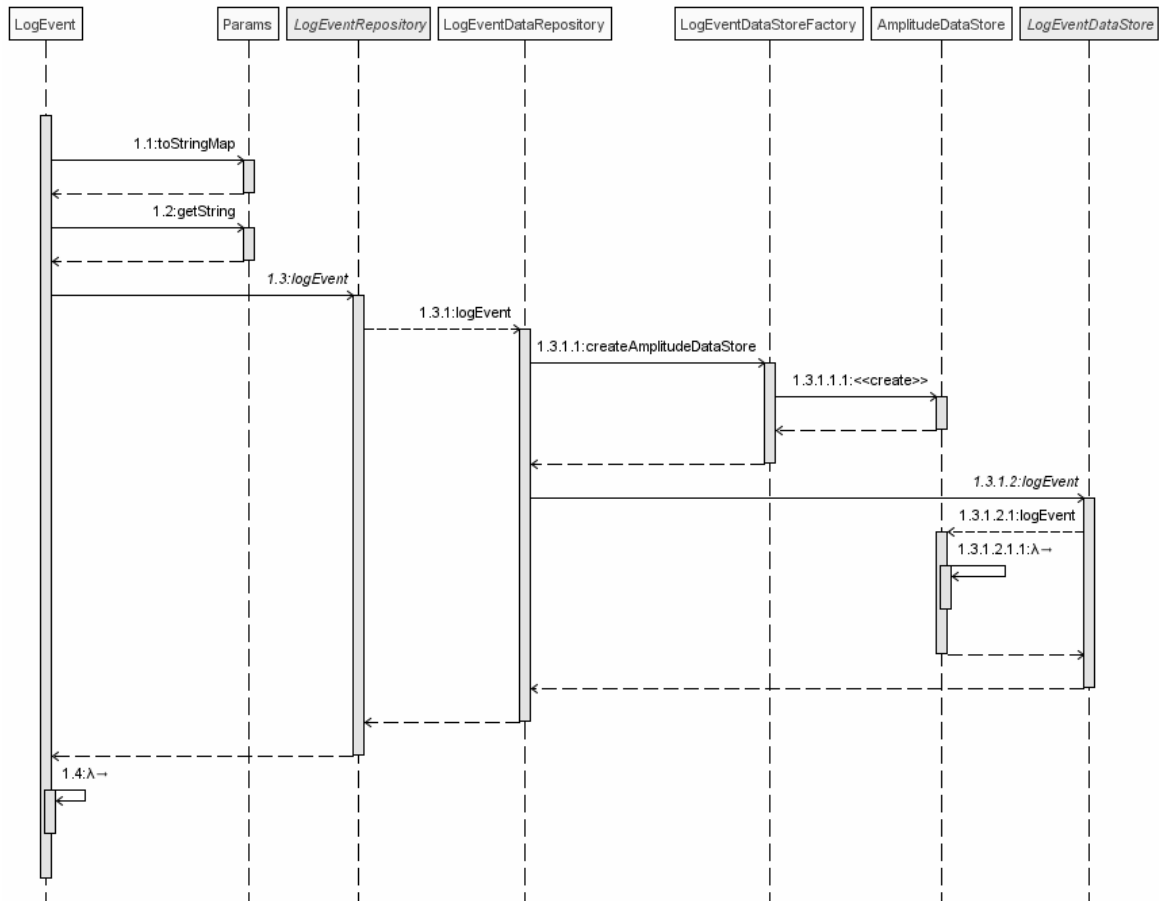 LogEvent
Params
LogEventRepository
LogEventDataRepository
LogEventDataStoreFactory
AmplitudeDataStore
LogEventDataStore
1.1:toStringMap
1.2:getString
1.3:logEvent
1.3.1:logEvent
1.3.1.1:createAmplitudeDataStore
1.3.1.1.1:<<create>>
1.3.1.2:logEvent
1.3.1.2.1:logEvent
1.3.1.2.1.1:λ→
1.4:λ→